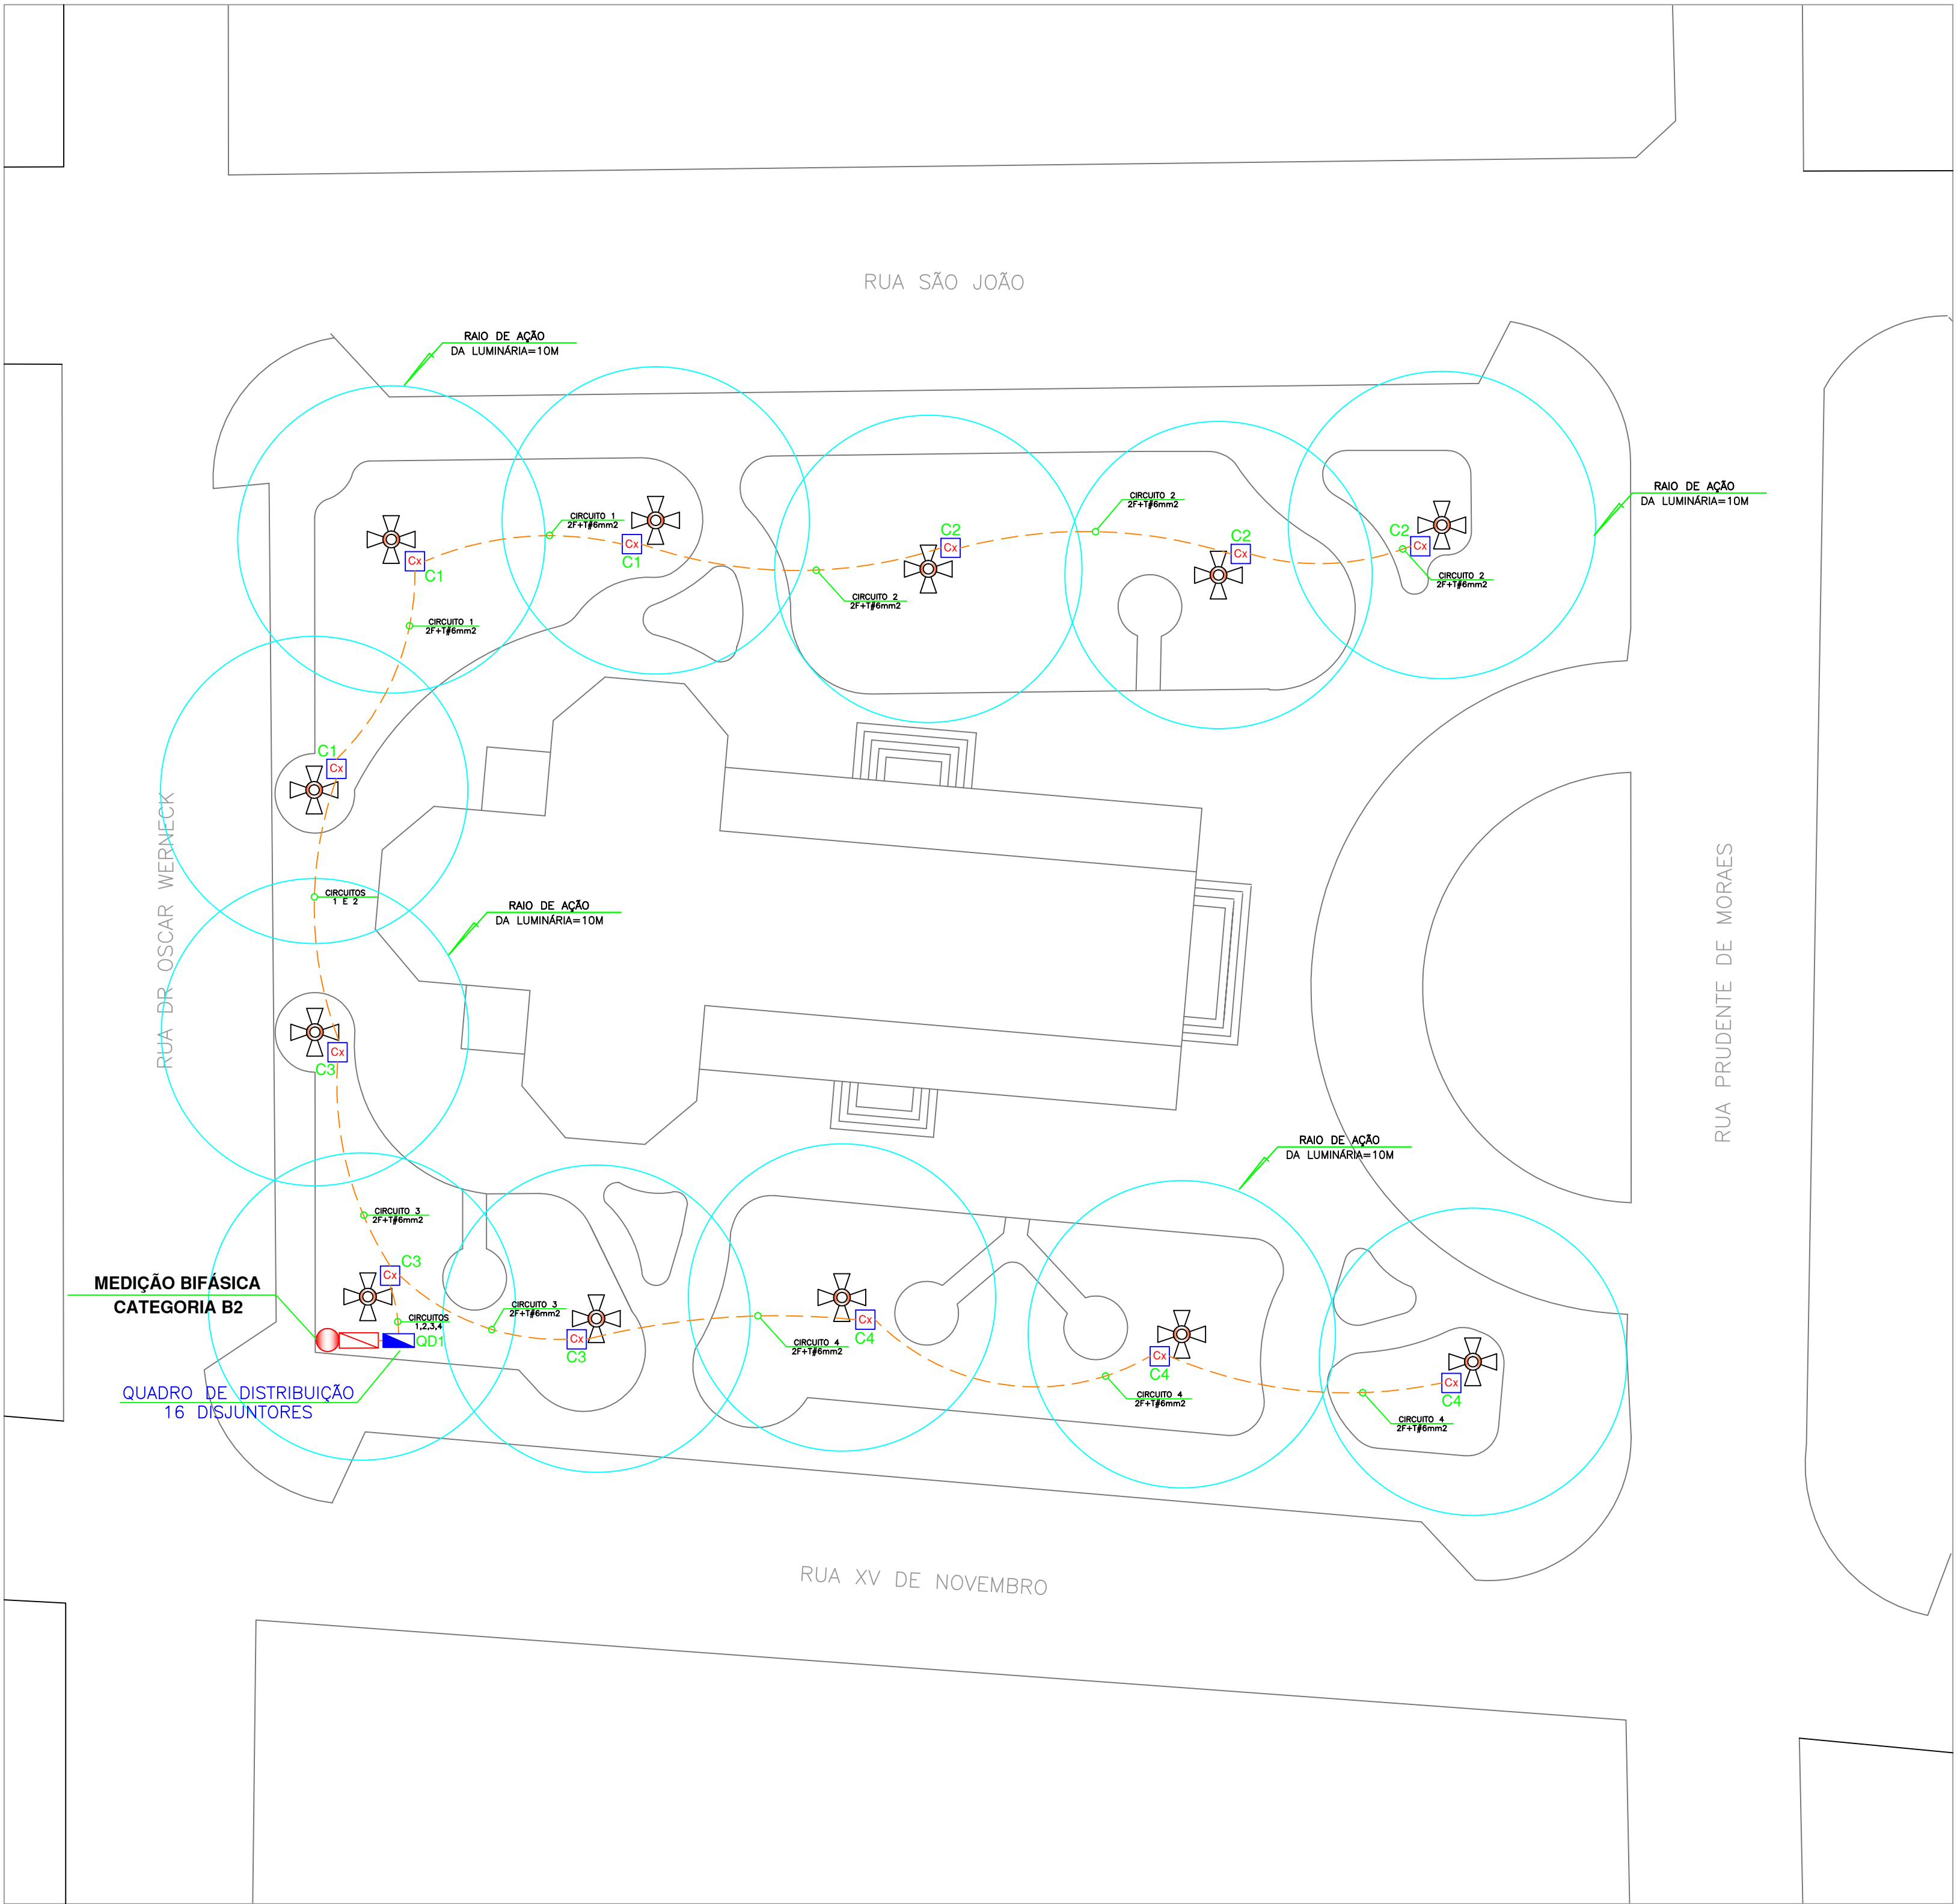 RUA SÃO JOÃO
RAIO DE AÇÃO
DA LUMINÁRIA=10M
RAIO DE AÇÃO
DA LUMINÁRIA=10M
CIRCUITO 1
2F+T#6mm2
CIRCUITO 2
2F+T#6mm2
C2
C2
C2
Cx
Cx
Cx
Cx
Cx
C1
C1
CIRCUITO 2
2F+T#6mm2
CIRCUITO 2
2F+T#6mm2
CIRCUITO 1
2F+T#6mm2
C1
Cx
RUA DR OSCAR WERNECK
CIRCUITOS
1 E 2
RAIO DE AÇÃO
DA LUMINÁRIA=10M
RUA PRUDENTE DE MORAES
Cx
C3
RAIO DE AÇÃO
DA LUMINÁRIA=10M
CIRCUITO 3
2F+T#6mm2
C3
Cx
MEDIÇÃO BIFÁSICA
CATEGORIA B2
CIRCUITOS
1,2,3,4
QD1
CIRCUITO 3
2F+T#6mm2
Cx
C3
CIRCUITO 4
2F+T#6mm2
Cx
C4
Cx
C4
CIRCUITO 4
2F+T#6mm2
Cx
C4
CIRCUITO 4
2F+T#6mm2
QUADRO DE DISTRIBUIÇÃO
16 DISJUNTORES
RUA XV DE NOVEMBRO